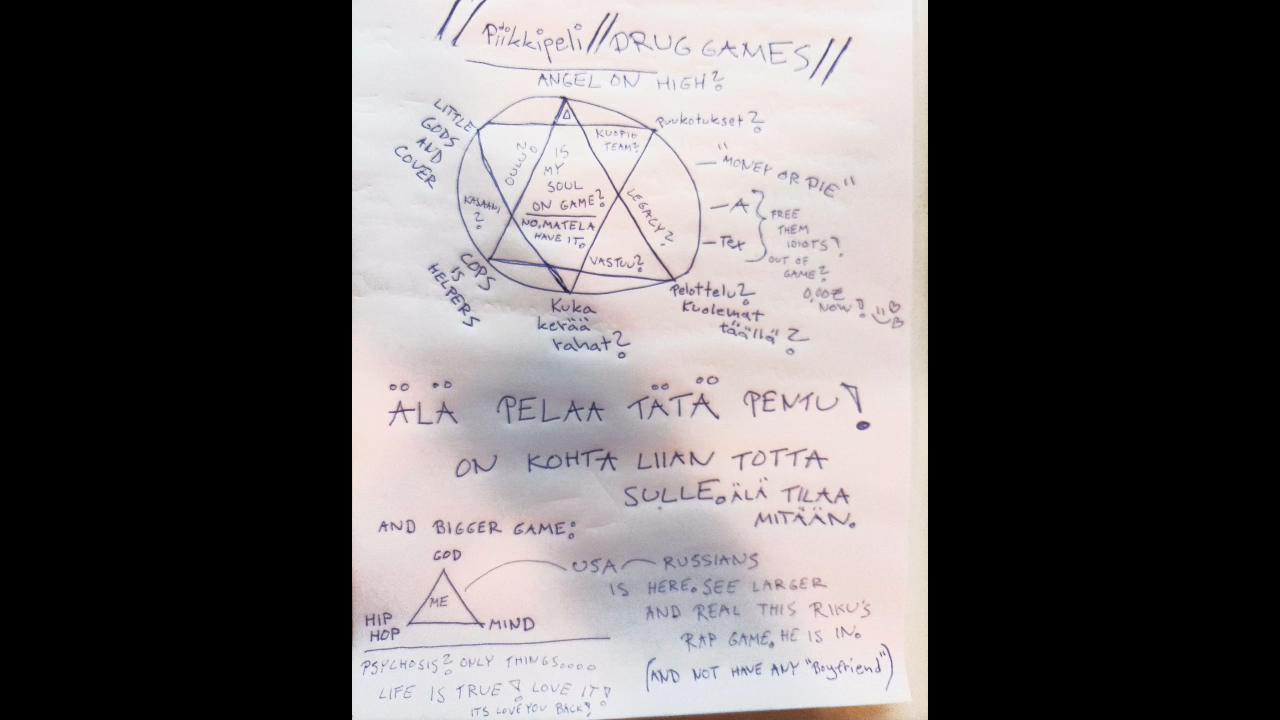 // Piikkipeli // DRUG GAMES //
ANGEL ON HIGH?
LITTLE
GODS
AND
COVER
Puukotukset?
KUOPIO
TEAM?
OULU?
IS
MY
SOUL
ON GAME?
NO, MATELA
HAVE IT.
LEGACY?
KASAANI
?
VASTUU?
— "MONEY OR DIE"
— A
— Tex
FREE
THEM
IDIOTS?
OUT OF
GAME?
0,00€
NOW!
COPS
IS
HELPERS
Kuka
kerää
rahat?
Pelottelu?
Kuolemat
täällä?
ÄLÄ PELAA TÄTÄ PENTU!
ON KOHTA LIIAN TOTTA
SULLE. ÄLÄ TILAA
MITÄÄN.
AND BIGGER GAME:
GOD
ME
HIP
HOP
MIND
USA — RUSSIANS
IS HERE. SEE LARGER
AND REAL THIS RIKU'S
RAP GAME. HE IS IN.
(AND NOT HAVE ANY "Boyfriend")
PSYCHOSIS? ONLY THINGS....
LIFE IS TRUE! LOVE IT!
ITS LOVE YOU BACK!